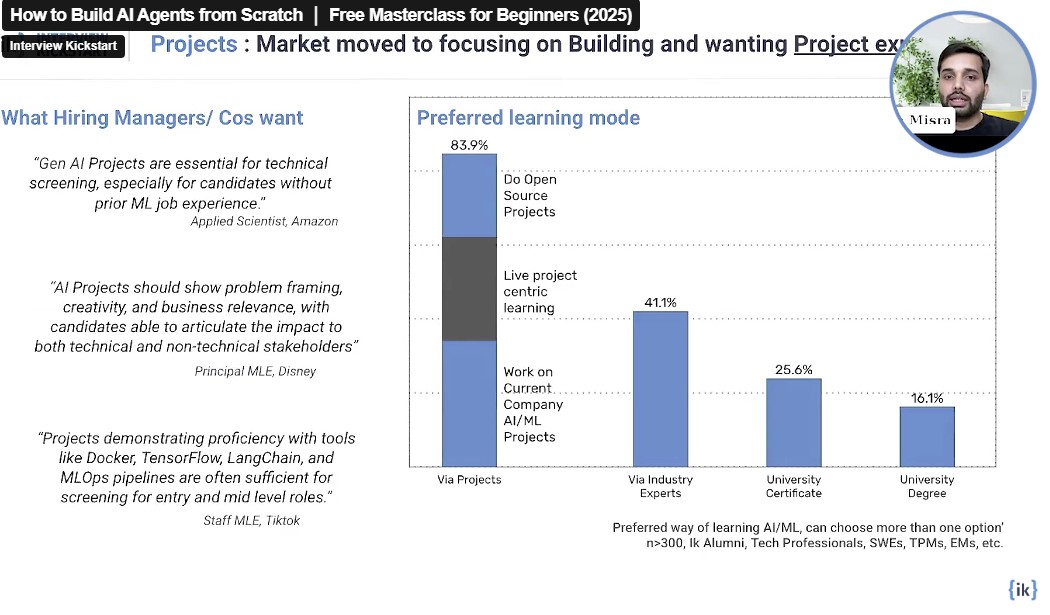 How to Build AI Agents from Scratch | Free Masterclass for Beginners (2025)
Interview Kickstart
Projects : Market moved to focusing on Building and wanting Project
What Hiring Managers/ Cos want
“Gen AI Projects are essential for technical
screening, especially for candidates without
prior ML job experience.”
Applied Scientist, Amazon
“AI Projects should show problem framing,
creativity, and business relevance, with
candidates able to articulate the impact to
both technical and non-technical stakeholders”
Principal MLE, Disney
“Projects demonstrating proficiency with tools
like Docker, TensorFlow, LangChain, and
MLOps pipelines are often sufficient for
screening for entry and mid level roles.”
Staff MLE, Tiktok
Preferred learning mode
83.9%
Do Open
Source
Projects
Live project
centric
learning
Work on
Current
Company
AI/ML
Projects
41.1%
25.6%
16.1%
Via Projects
Via Industry
Experts
University
Certificate
University
Degree
Preferred way of learning AI/ML, can choose more than one option’
n>300, Ik Alumni, Tech Professionals, SWEs, TPMs, EMs, etc.
Misra
{ik}